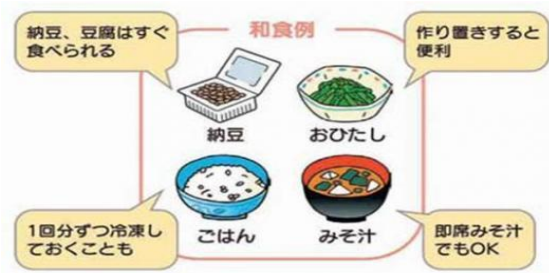 和食例
納豆、豆腐はすぐ
食べられる
作り置きすると
便利
納豆
おひたし
ごはん
みそ汁
1回分ずつ冷凍し
ておくことも
即席みそ汁
でもOK